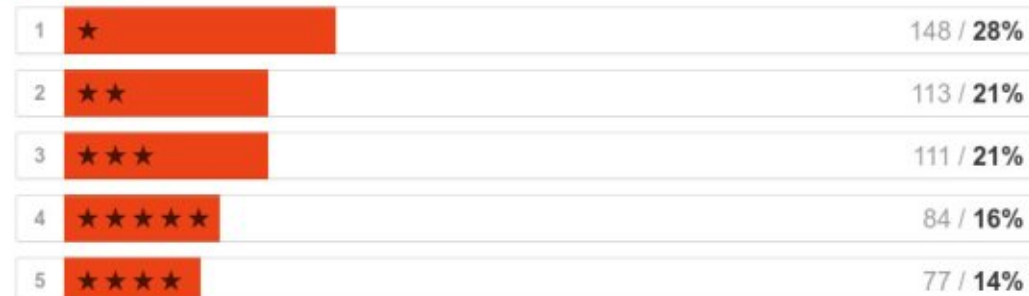 1 ★ 148 / 28%
2 ★★ 113 / 21%
3 ★★★ 111 / 21%
4 ★★★★★ 84 / 16%
5 ★★★★ 77 / 14%